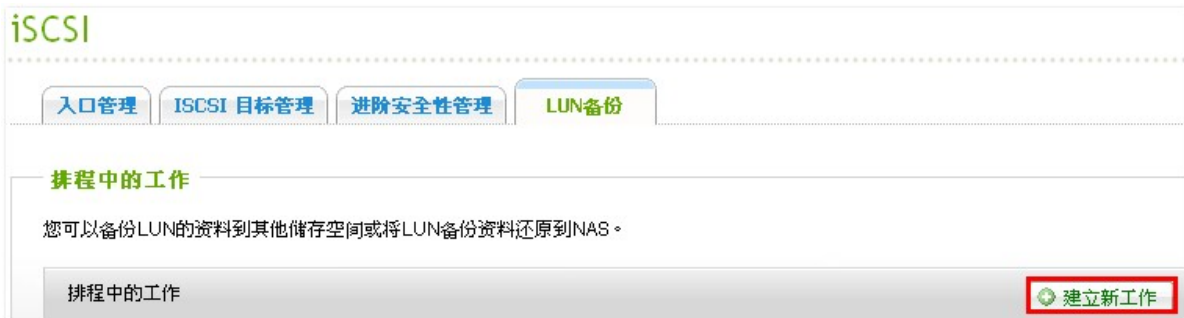 iSCSI
入口管理 ISCSI 目标管理 进阶安全性管理 LUN备份
排程中的工作
您可以备份LUN的资料到其他储存空间或将LUN备份资料还原到NAS。
排程中的工作 建立新工作